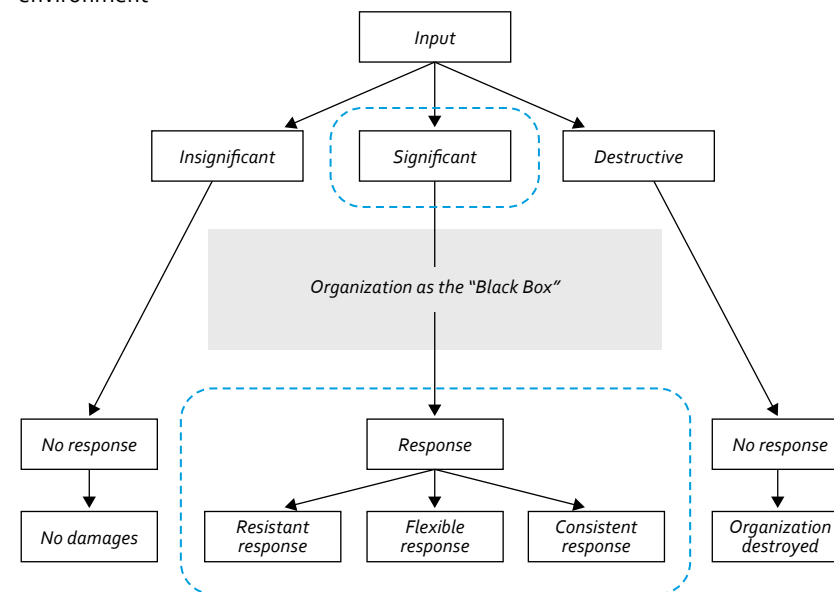 environment
Input
Insignificant
Significant
Destructive
Organization as the "Black Box"
No response
Response
No response
No damages
Resistant
response
Flexible
response
Consistent
response
Organization
destroyed